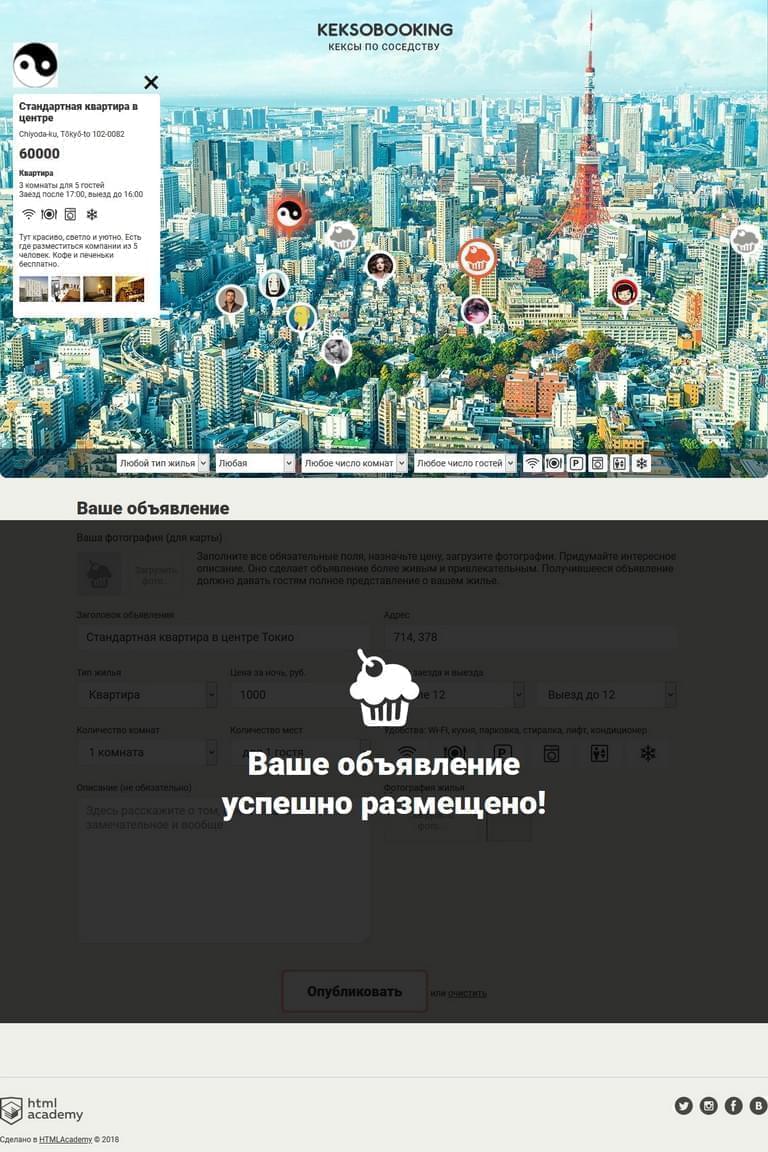 KEKSOBOOKING
КЕКСЫ ПО СОСЕДСТВУ
Стандартная квартира в
центре
Chiyoda-ku, Tōkyō-to 102-0082
60000
Квартира
3 комнаты для 5 гостей
Заезд после 17:00, выезд до 16:00
Тут красиво, светло и уютно. Есть
где разместиться компании из 5
человек. Кофе и печеньки
бесплатно.
Любой тип жилья Любая Любое число комнат Любое число гостей P
Ваше объявление
Ваша фотография (для карты)
Загрузить
фото...
Заполните все обязательные поля, назначьте цену, загрузите фотографии. Придумайте интересное
описание. Оно сделает объявление более живым и привлекательным. Получившееся объявление
должно давать гостям полное представление о вашем жилье.
Заголовок объявления Адрес
Стандартная квартира в центре Токио 714, 378
Тип жилья Цена за ночь, руб. заезда и выезда
Квартира 1000 12 Выезд до 12
Количество комнат Количество мест Удобства: Wi-Fi, кухня, парковка, стиралка, лифт, кондиционер
1 комната 1 гостя P
Ваше объявление
успешно размещено!
Описание (не обязательно) Фотография жилья
Здесь расскажите о том,
замечательное и вообще
фото...
Опубликовать или очистить
html
academy
B
Сделано в HTMLAcademy © 2018